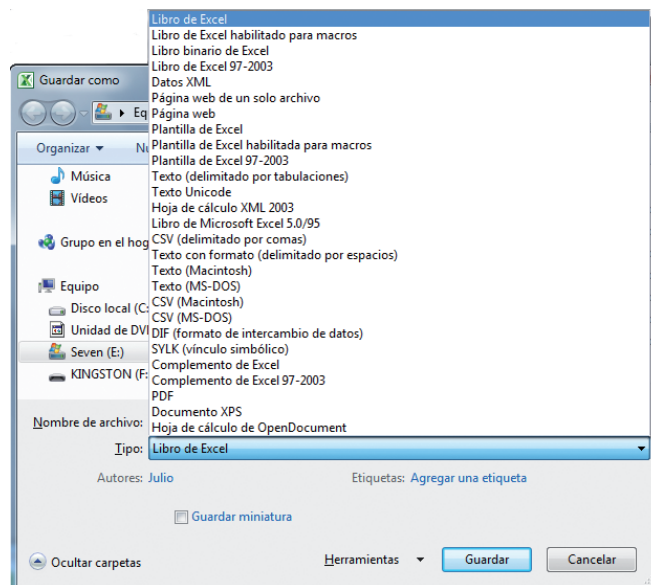 Libro de Excel
Libro de Excel habilitado para macros
Libro binario de Excel
Libro de Excel 97-2003
Datos XML
Página web de un solo archivo
Página web
Plantilla de Excel
Plantilla de Excel habilitada para macros
Plantilla de Excel 97-2003
Texto (delimitado por tabulaciones)
Texto Unicode
Hoja de cálculo XML 2003
Libro de Microsoft Excel 5.0/95
CSV (delimitado por comas)
Texto con formato (delimitado por espacios)
Texto (Macintosh)
Texto (MS-DOS)
CSV (Macintosh)
CSV (MS-DOS)
DIF (formato de intercambio de datos)
SYLK (vínculo simbólico)
Complemento de Excel
Complemento de Excel 97-2003
PDF
Documento XPS
Hoja de cálculo de OpenDocument
Guardar como
Eq
Organizar Nu
Música
Vídeos
Grupo en el hog
Equipo
Disco local (C:
Unidad de DVI
Seven (E:)
KINGSTON (F:
Nombre de archivo:
Tipo: Libro de Excel
Autores: Julio Etiquetas: Agregar una etiqueta
Guardar miniatura
Ocultar carpetas Herramientas Guardar Cancelar